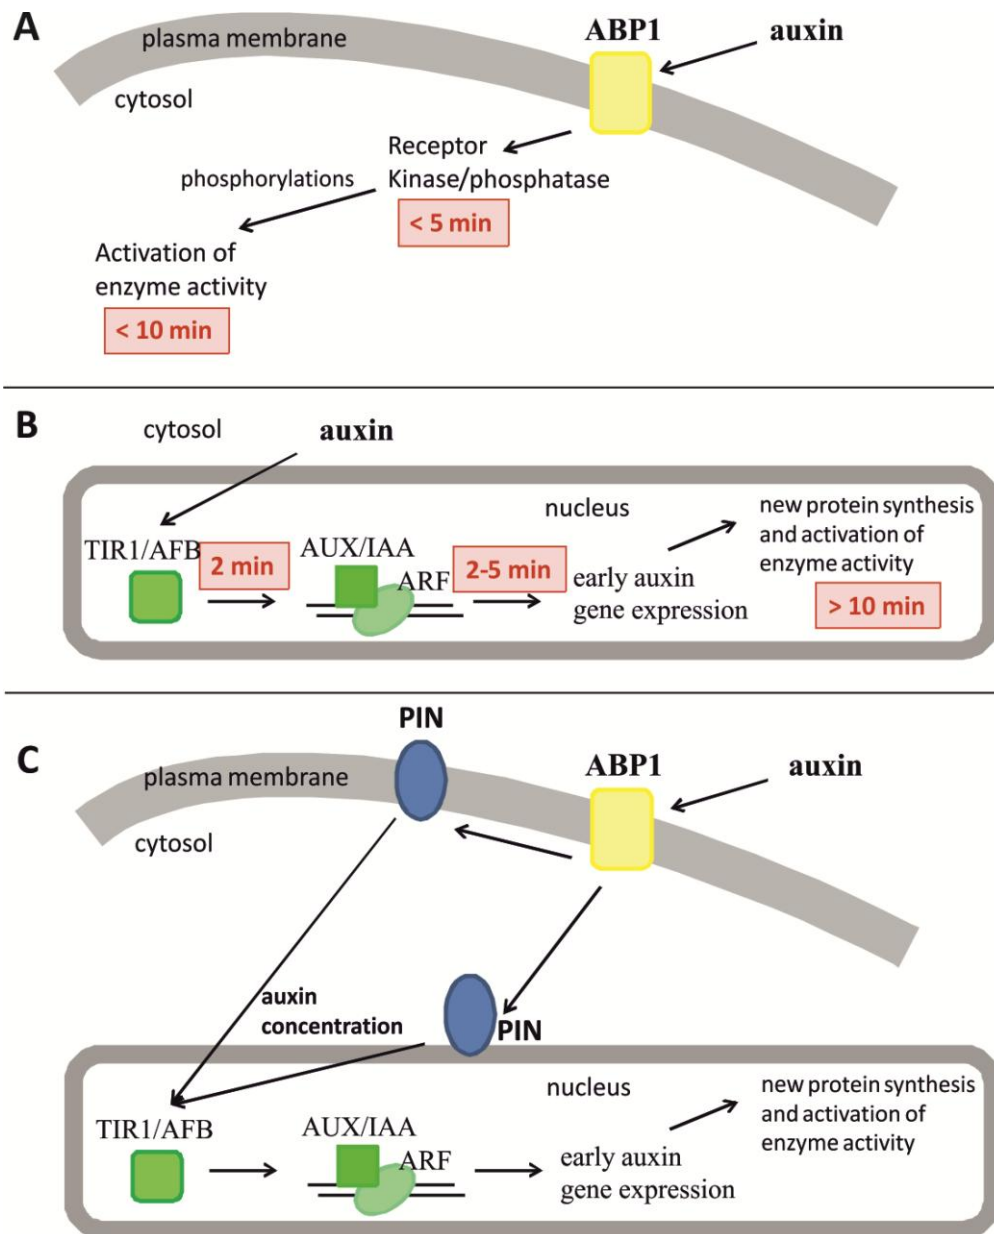 A
plasma membrane
ABP1
auxin
cytosol
Receptor
Kinase/phosphatase
phosphorylations
< 5 min
Activation of
enzyme activity
< 10 min
B
cytosol
auxin
nucleus
new protein synthesis
and activation of
enzyme activity
> 10 min
TIR1/AFB
2 min
AUX/IAA
ARF
2-5 min
early auxin
gene expression
C
PIN
plasma membrane
ABP1
auxin
cytosol
auxin
concentration
PIN
nucleus
new protein synthesis
and activation of
enzyme activity
TIR1/AFB
AUX/IAA
ARF
early auxin
gene expression